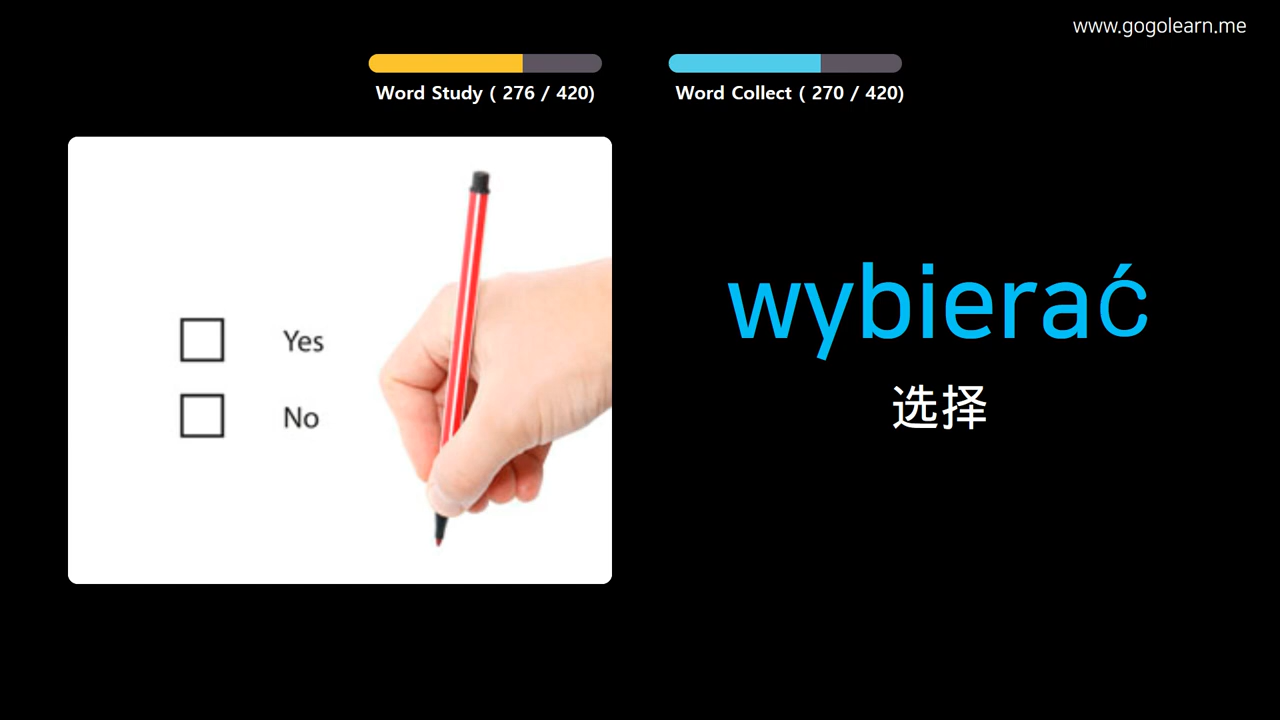 www.gogolearn.me
Word Study ( 276 / 420)
Word Collect ( 270 / 420)
Yes
No
wybierać
选择